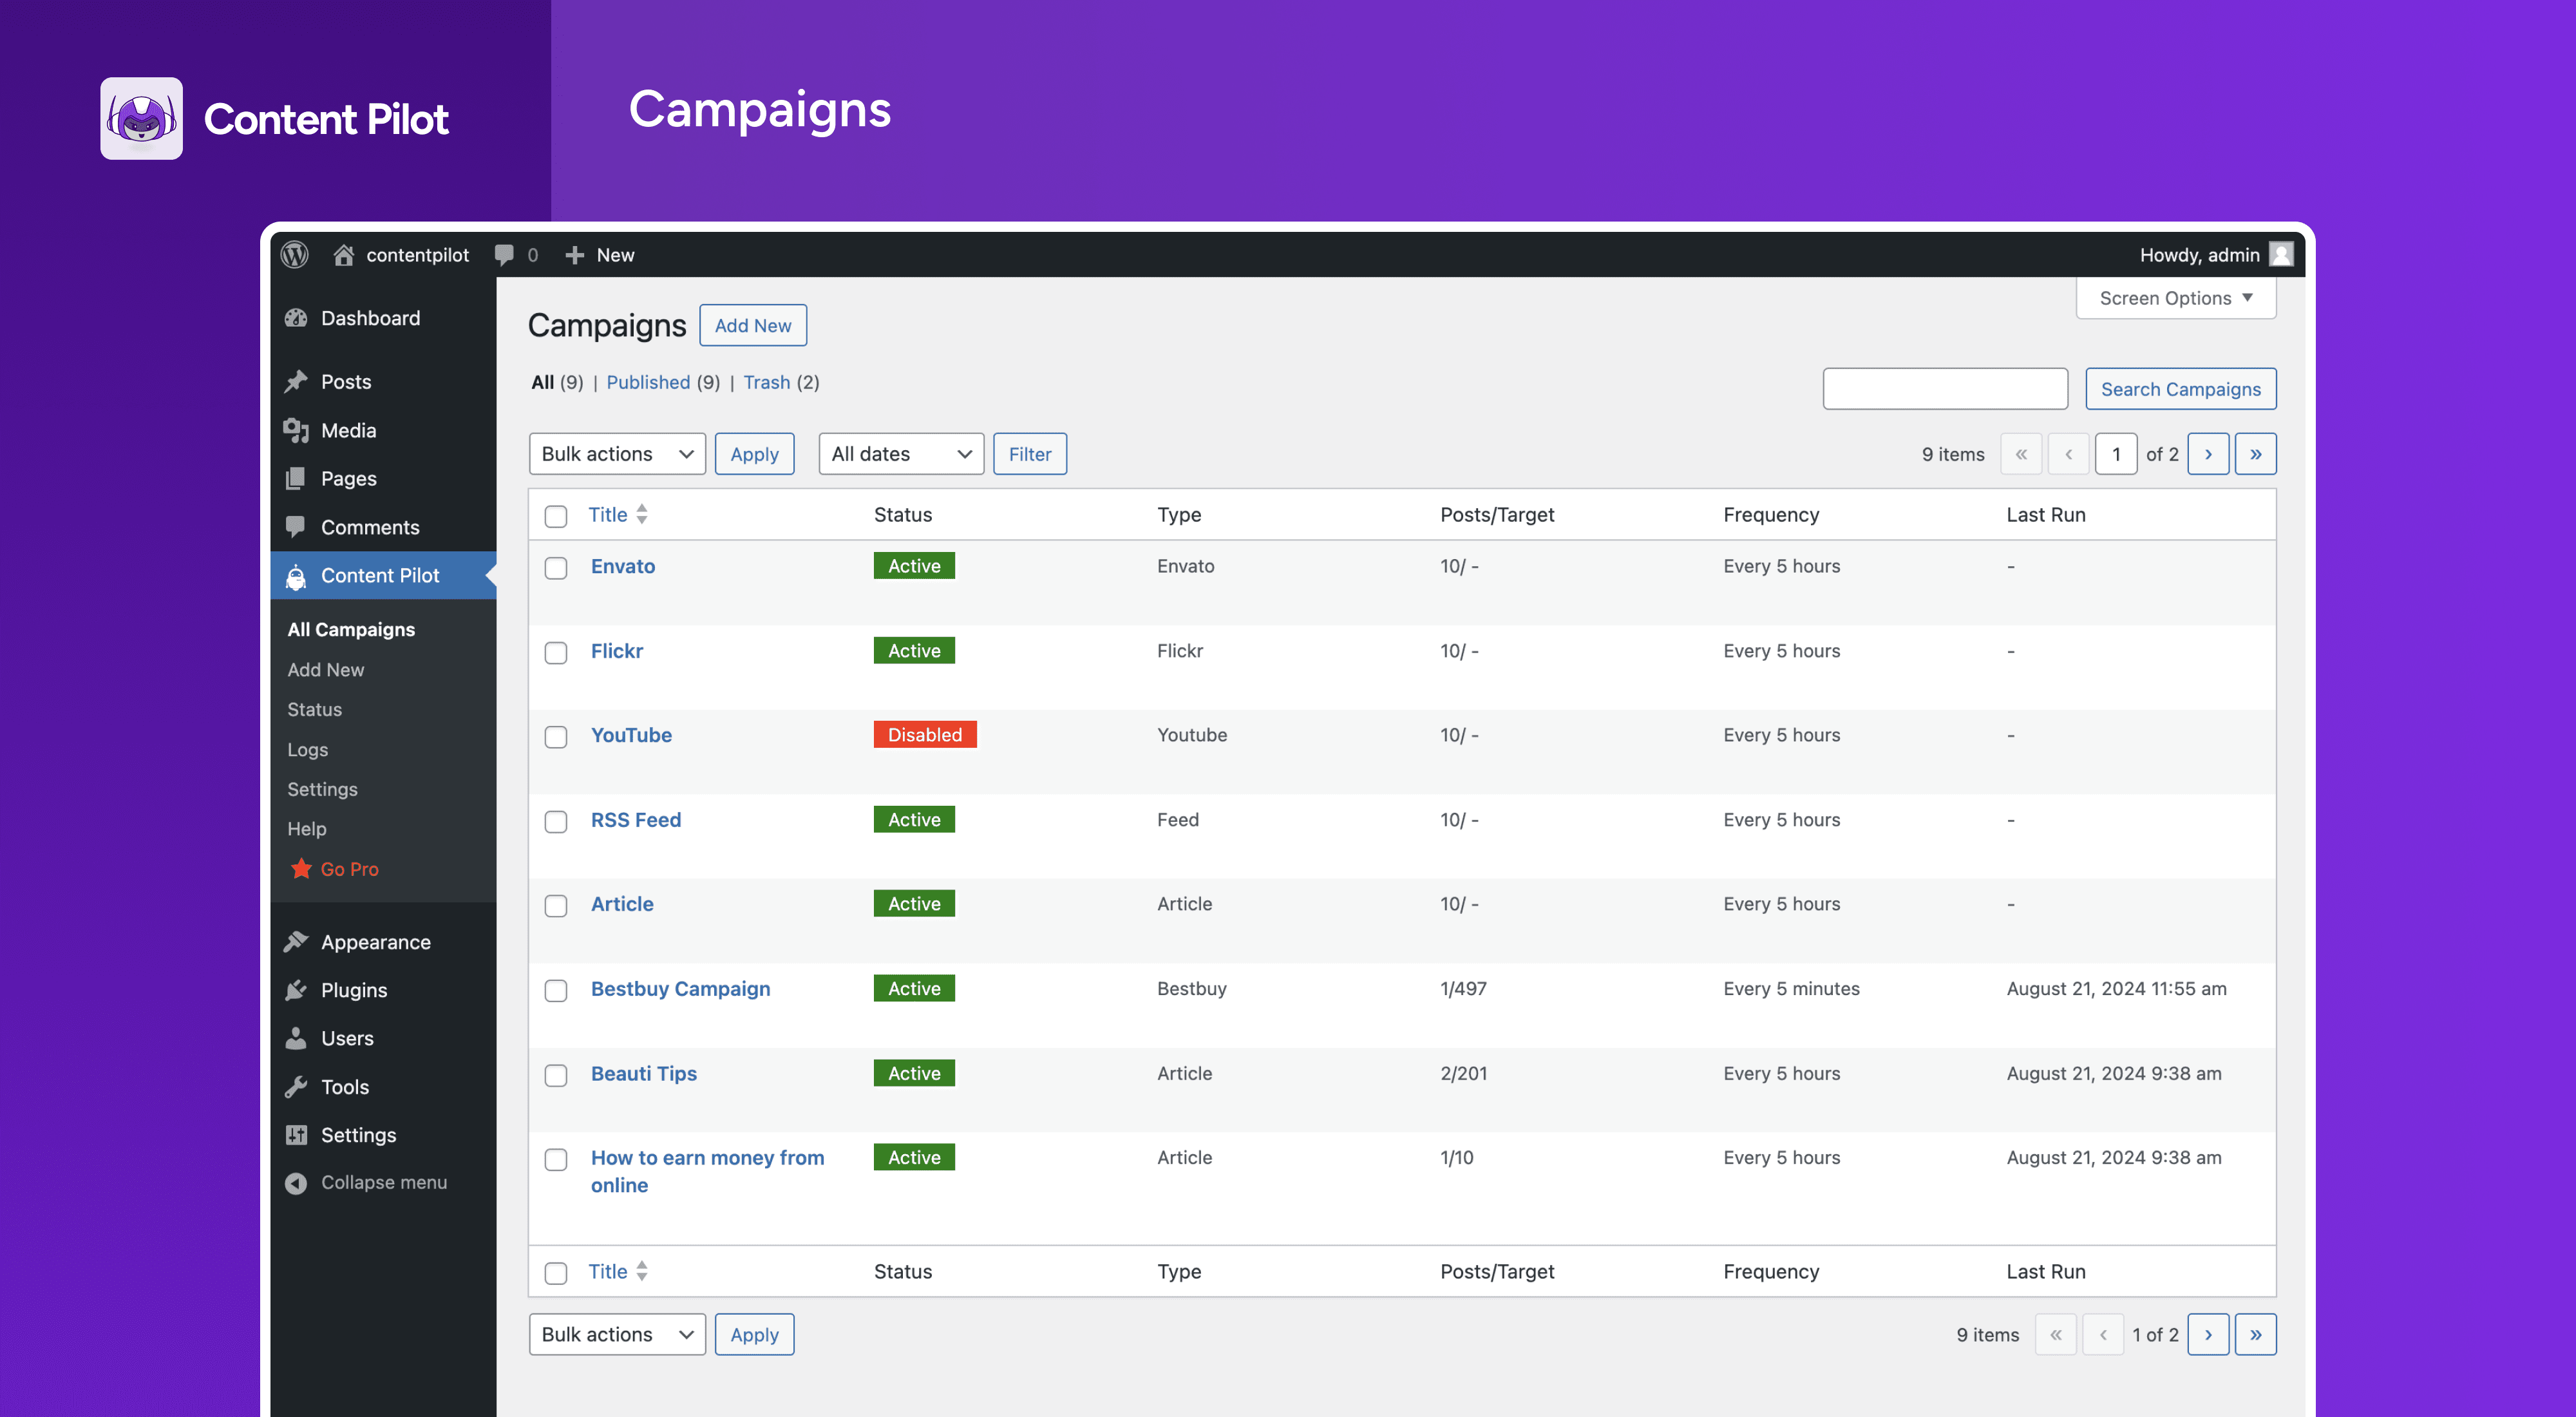 Content Pilot
Campaigns
contentpilot 0 New Howdy, admin
Screen Options
Dashboard
Posts
Media
Pages
Comments
Content Pilot
All Campaigns
Add New
Status
Logs
Settings
Help
Go Pro
Appearance
Plugins
Users
Tools
Settings
Collapse menu
Campaigns Add New
All (9) | Published (9) | Trash (2)
Search Campaigns
Bulk actions Apply All dates Filter 9 items « ‹ 1 of 2 › »
Title Status Type Posts/Target Frequency Last Run
Envato Active Envato 10/ - Every 5 hours -
Flickr Active Flickr 10/ - Every 5 hours -
YouTube Disabled Youtube 10/ - Every 5 hours -
RSS Feed Active Feed 10/ - Every 5 hours -
Article Active Article 10/ - Every 5 hours -
Bestbuy Campaign Active Bestbuy 1/497 Every 5 minutes August 21, 2024 11:55 am
Beauti Tips Active Article 2/201 Every 5 hours August 21, 2024 9:38 am
How to earn money from Active Article 1/10 Every 5 hours August 21, 2024 9:38 am
online
Title Status Type Posts/Target Frequency Last Run
Bulk actions Apply 9 items « ‹ 1 of 2 › »